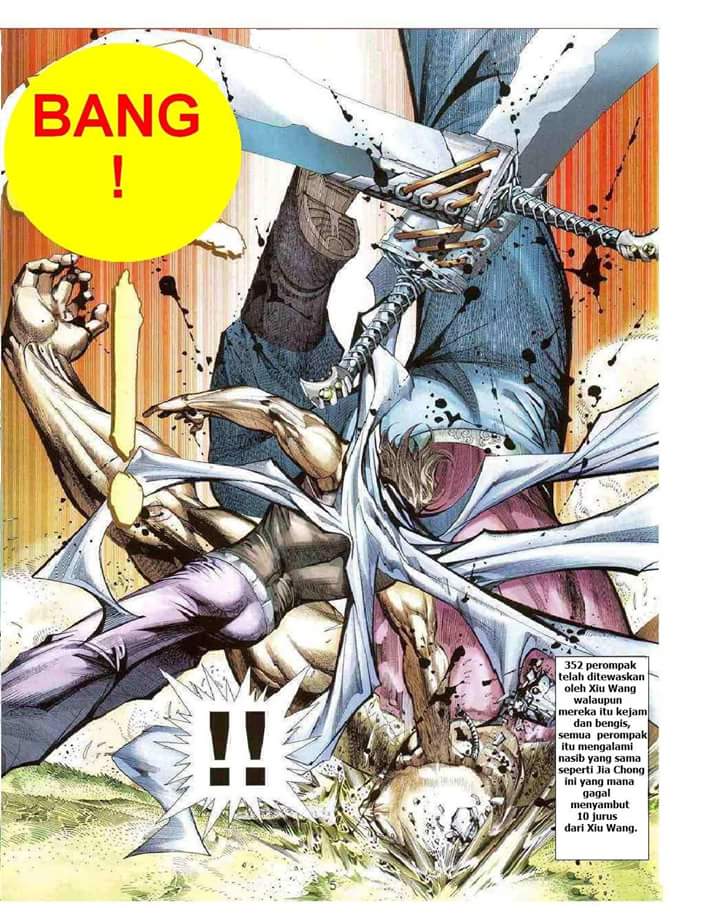 BANG
!
!!
352 perompak
telah ditewaskan
oleh Xiu Wang
walaupun
mereka itu kejam
dan bengis,
semua perompak
itu mengalami
nasib yang sama
seperti Jia Chong
ini yang mana
gagal
menyambut
10 jurus
dari Xiu Wang.
5